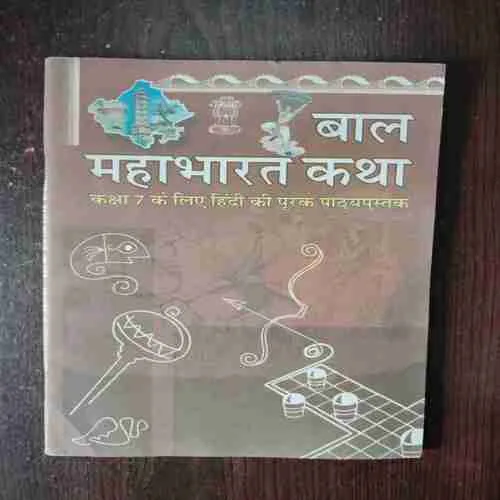 बाल
महाभारत कथा
कक्षा 7 के लिए हिंदी की पूरक पाठ्यपुस्तक